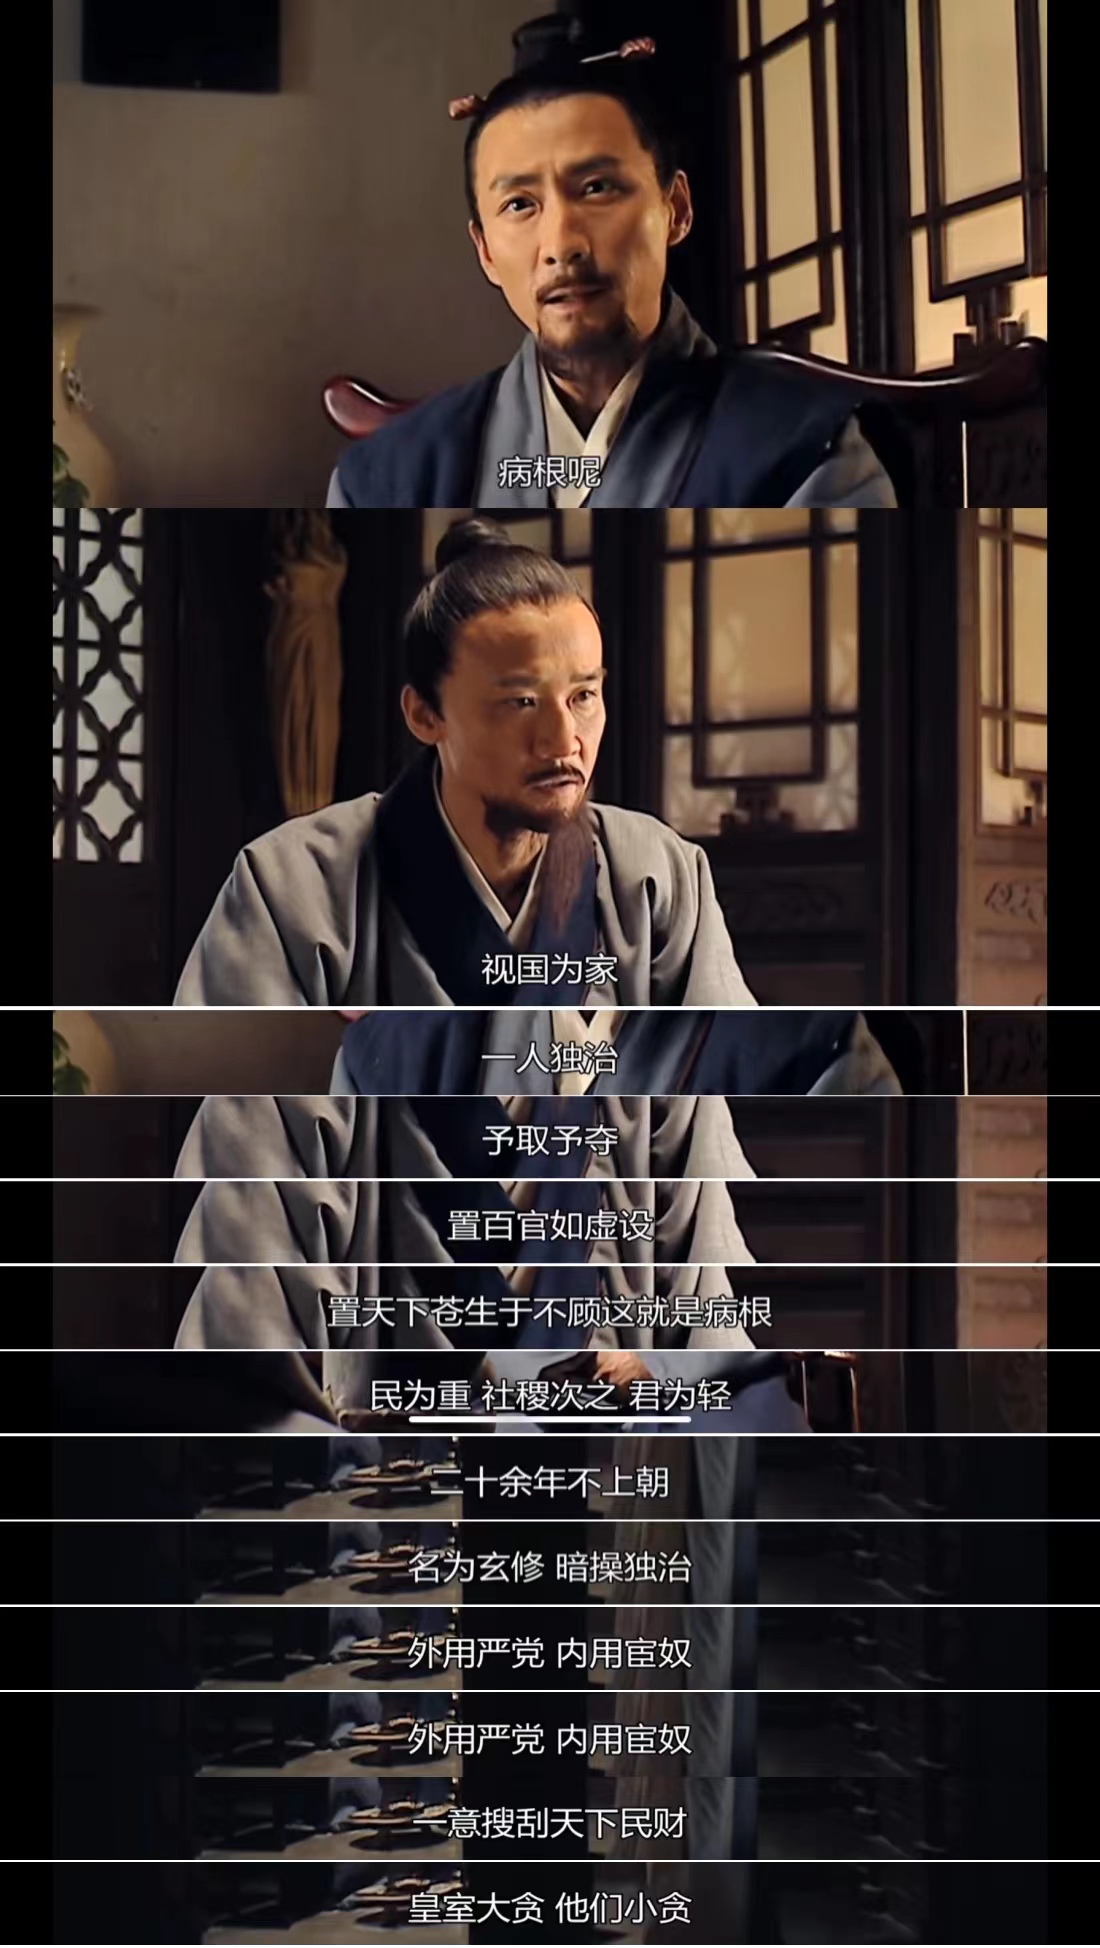 病根呢
视国为家
一人独治
予取予夺
置百官如虚设
置天下苍生于不顾这就是病根
民为重 社稷次之 君为轻
二十余年不上朝
名为玄修 暗操独治
外用严党 内用宦奴
外用严党 内用宦奴
一意搜刮天下民财
皇室大贪 他们小贪